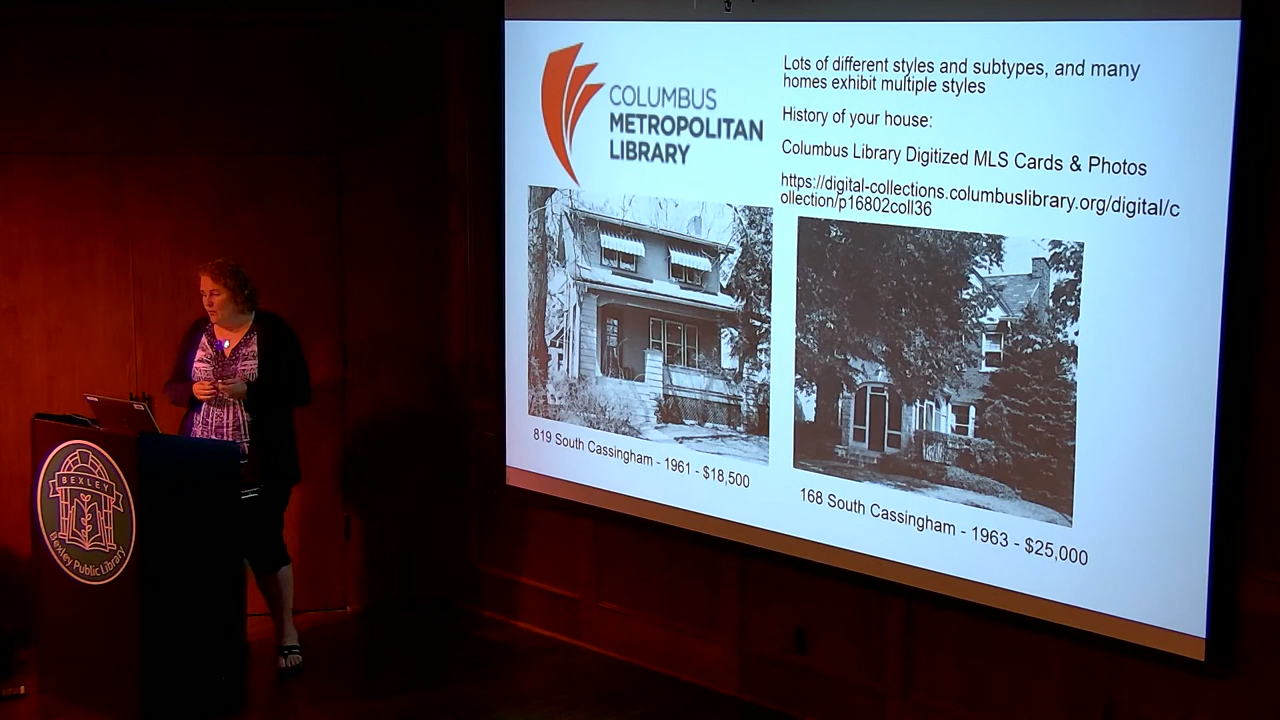 COLUMBUS
METROPOLITAN
LIBRARY
Lots of different styles and subtypes, and many
homes exhibit multiple styles
History of your house:
Columbus Library Digitized MLS Cards & Photos
https://digital-collections.columbuslibrary.org/digital/c
ollection/p16802coll36
819 South Cassingham - 1961 - $18,500
168 South Cassingham - 1963 - $25,000
BEXLEY
Bexley Public Library